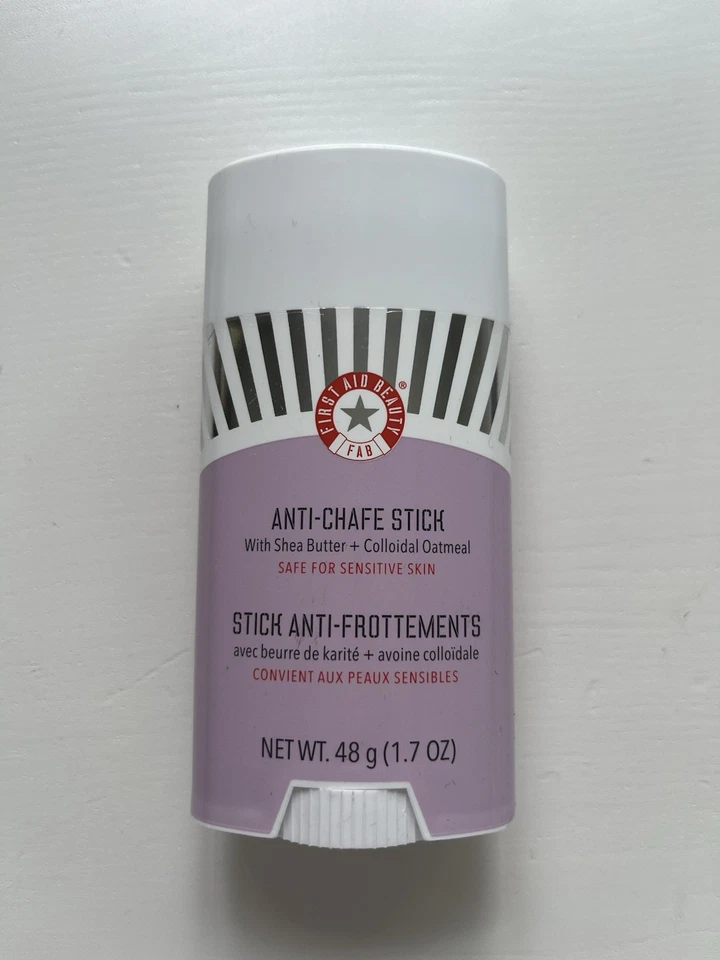 FIRST AID BEAUTY ®
FAB
ANTI-CHAFE STICK
With Shea Butter + Colloidal Oatmeal
SAFE FOR SENSITIVE SKIN
STICK ANTI-FROTTEMENTS
avec beurre de karité + avoine colloïdale
CONVIENT AUX PEAUX SENSIBLES
NET WT. 48 g (1.7 OZ)